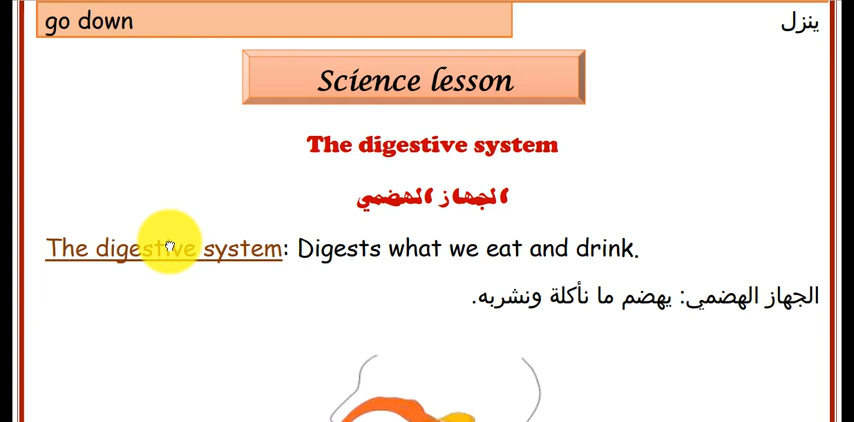 go down
ينزل
Science lesson
The digestive system
الجهاز الهضمي
The digestive system: Digests what we eat and drink.
الجهاز الهضمي: يهضم ما نأكلة ونشربه.